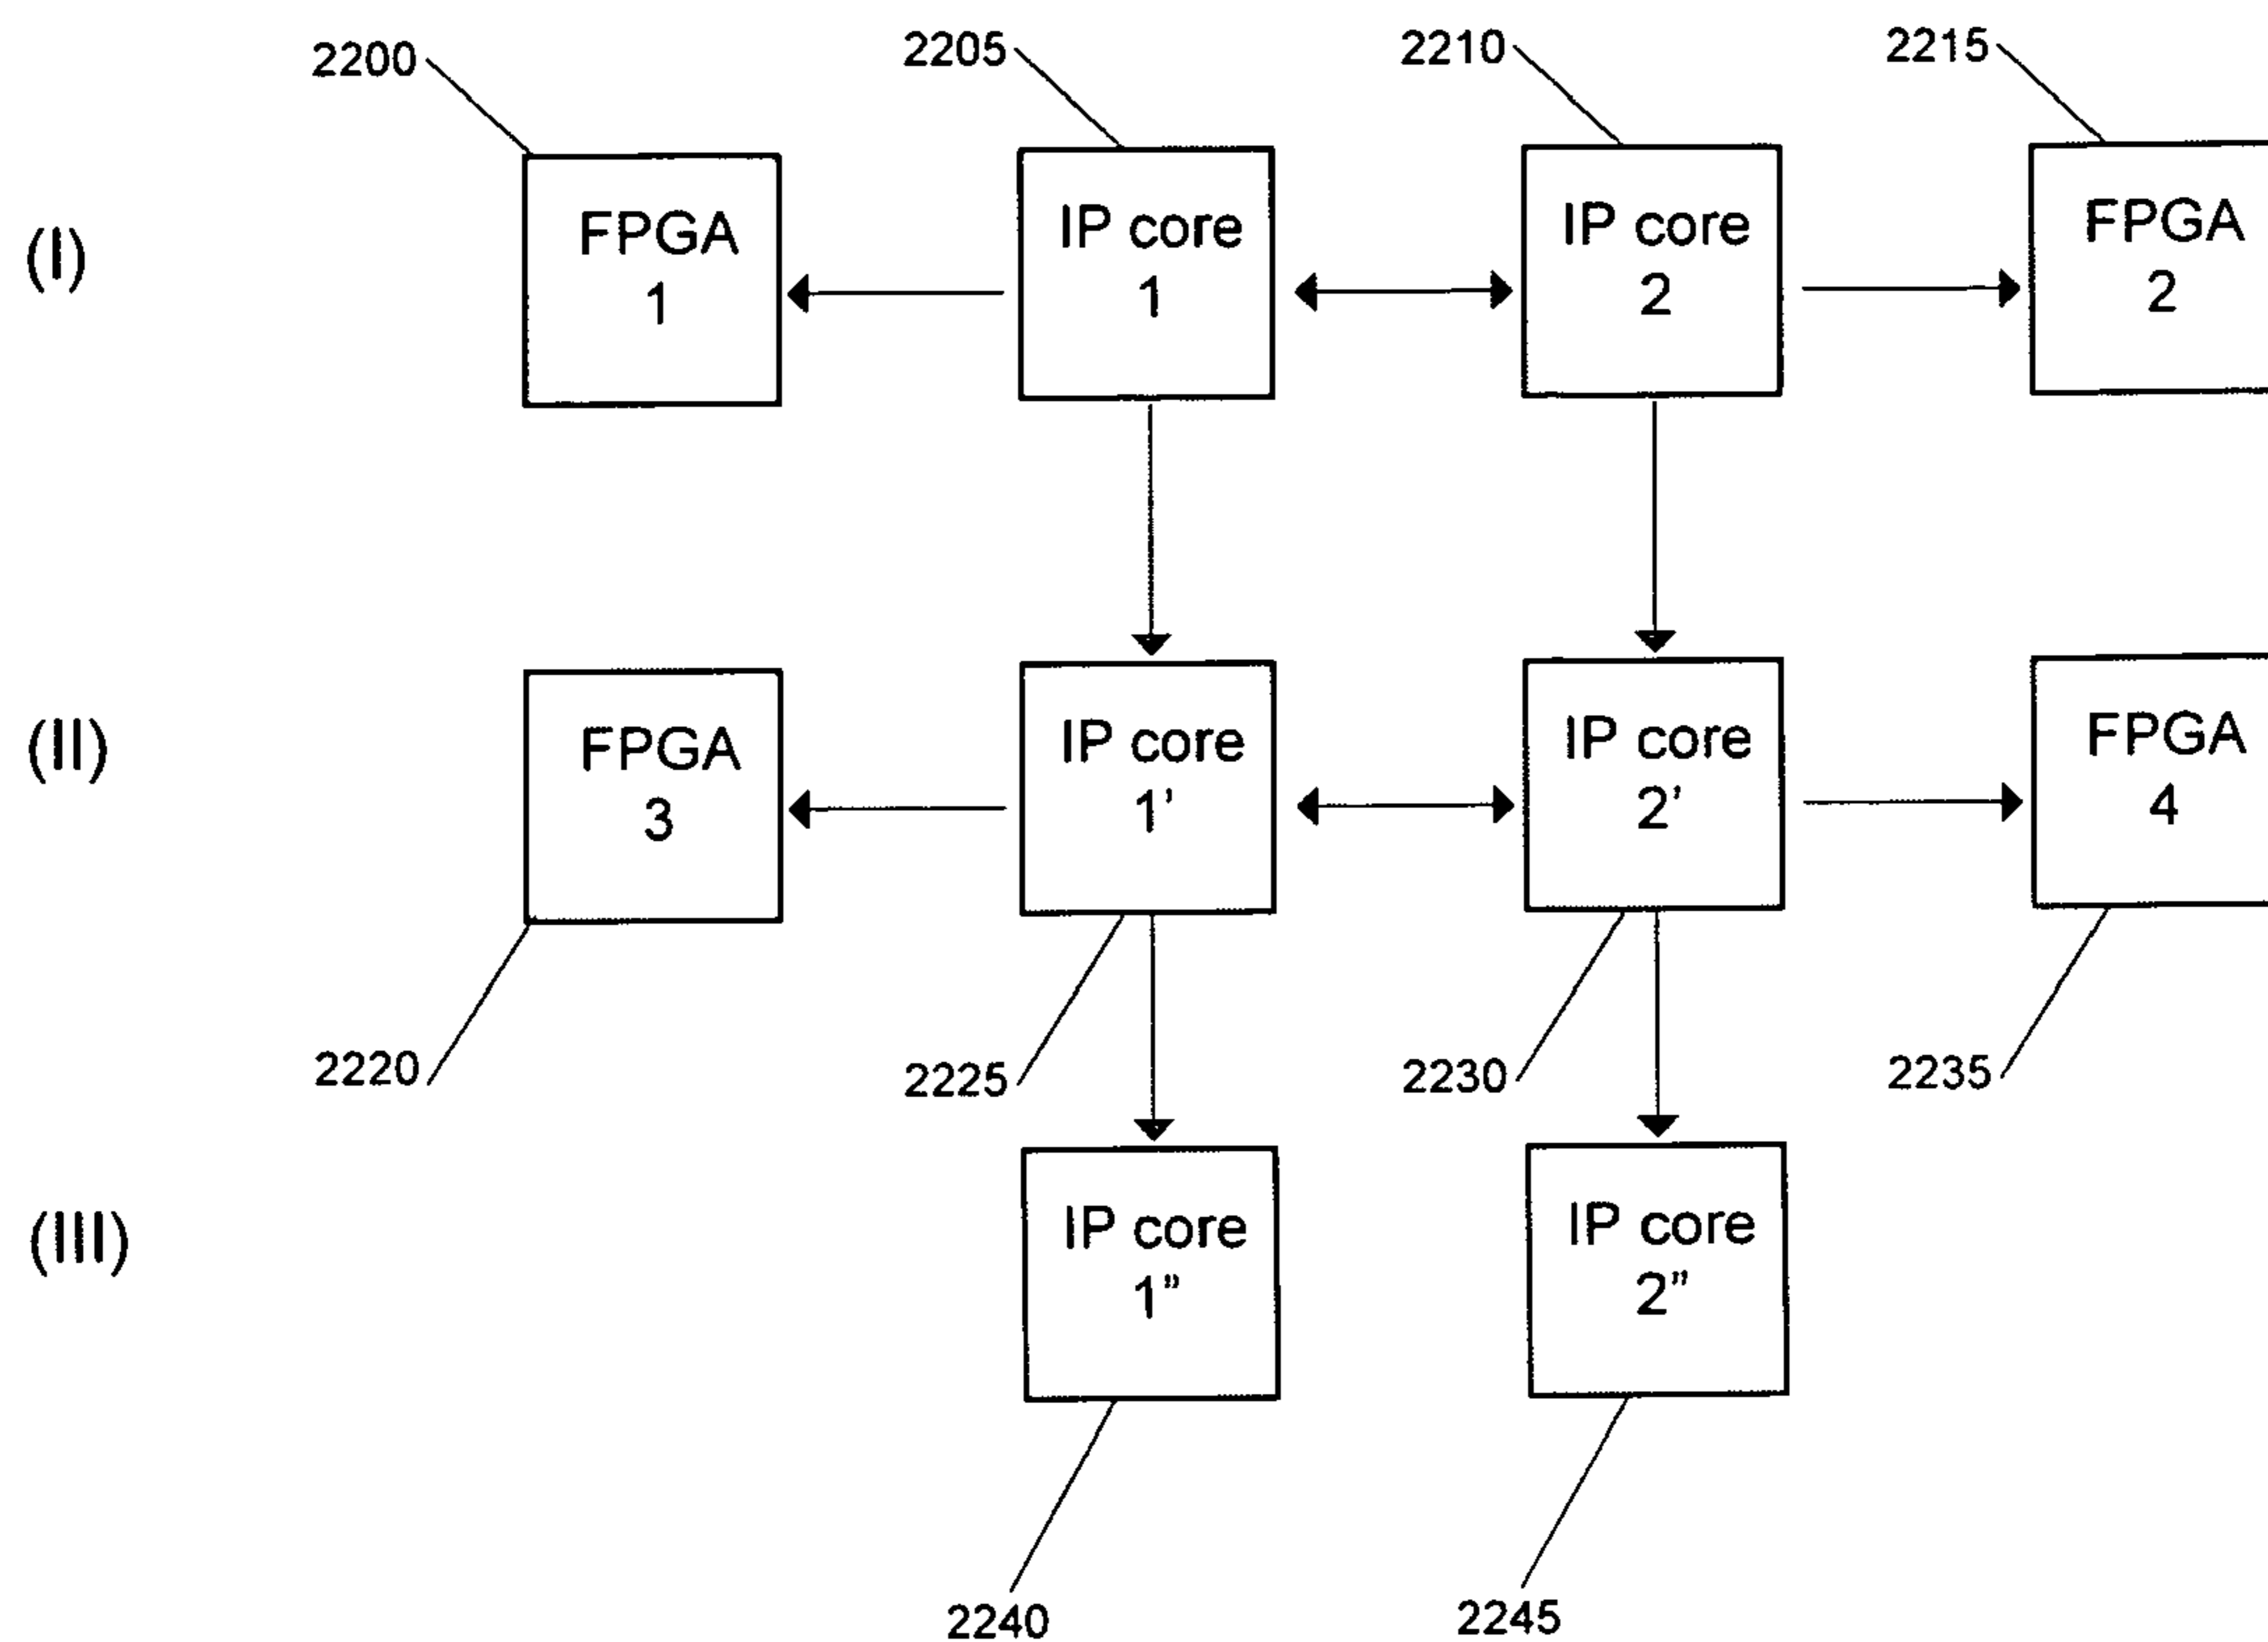 2200
2205
2210
2215
(I)
FPGA
1
IP core
1
IP core
2
FPGA
2
(II)
FPGA
3
IP core
1'
IP core
2'
FPGA
4
2220
2225
2230
2235
(III)
IP core
1"
IP core
2"
2240
2245